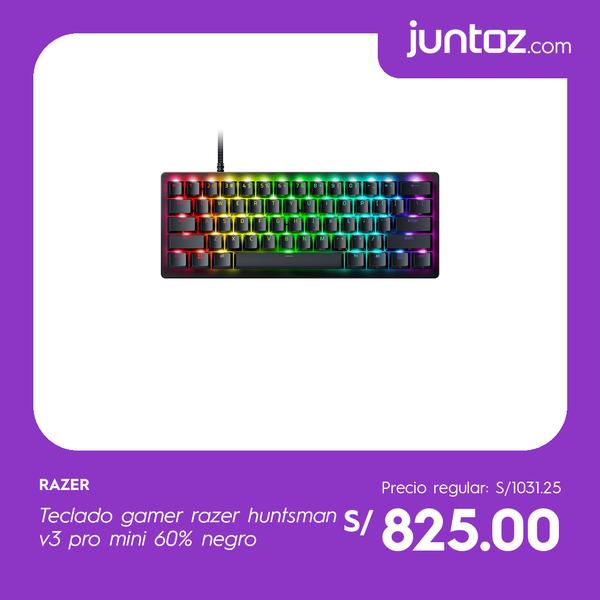 juntoz.com
RAZER
Teclado gamer razer huntsman
v3 pro mini 60% negro
Precio regular: S/1031.25
S/ 825.00